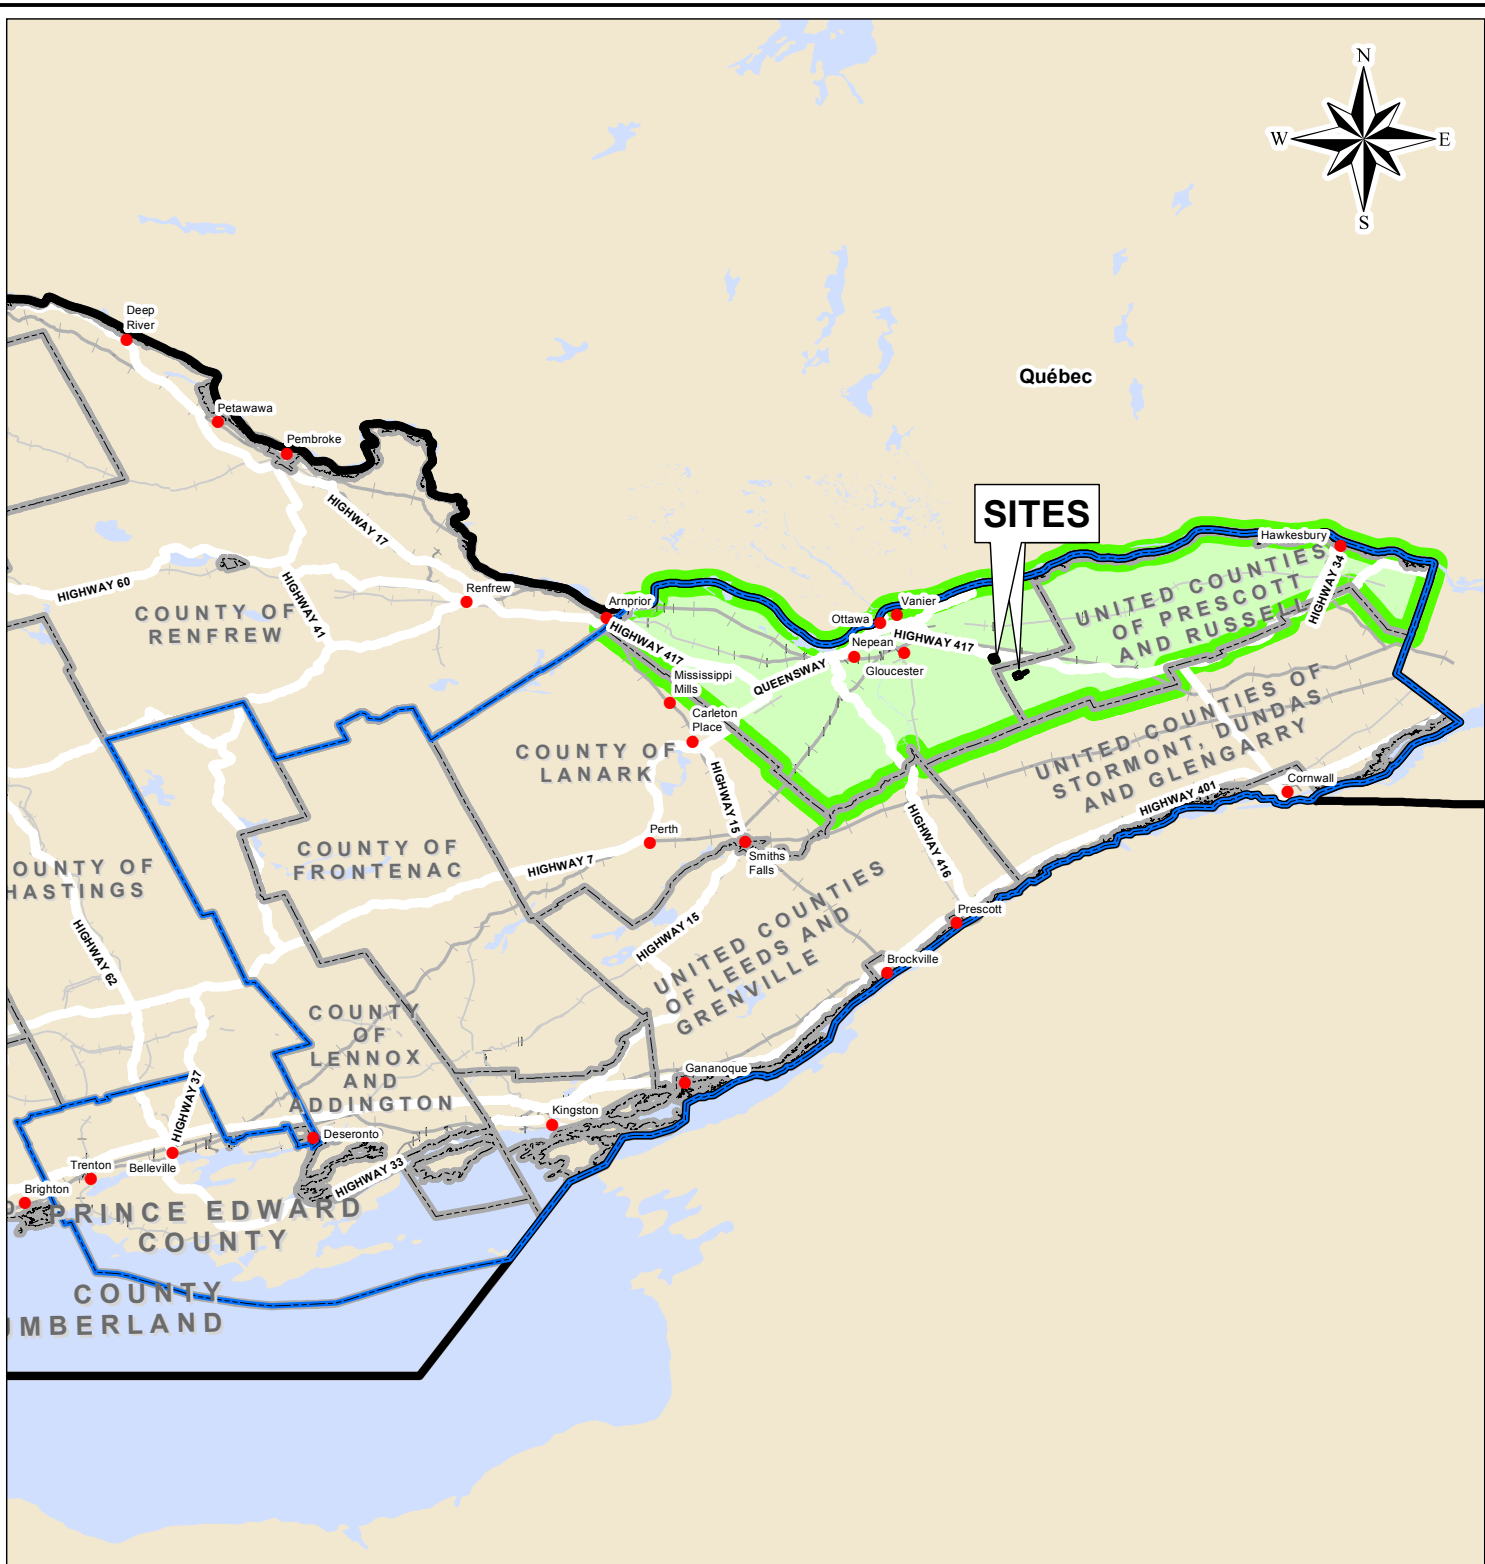 N
W E
S
Deep
River
Petawawa
Pembroke
Québec
SITES
HIGHWAY 17
HIGHWAY 60
HIGHWAY 41
COUNTY OF
RENFREW
Renfrew
Arnprior
HIGHWAY 417
Mississippi
Mills
Carleton
Place
QUEENSWAY
Ottawa
Vanier
Nepean
Gloucester
HIGHWAY 417
Hawkesbury
HIGHWAY 34
UNITED COUNTIES
OF PRESCOTT
AND RUSSELL
UNITED COUNTIES OF
STORMONT, DUNDAS
AND GLENGARRY
Cornwall
HIGHWAY 401
COUNTY OF
LANARK
HIGHWAY 15
Perth
Smiths
Falls
HIGHWAY 7
HIGHWAY 416
COUNTY OF
FRONTENAC
OUNTY OF
HASTINGS
HIGHWAY 62
HIGHWAY 15
UNITED COUNTIES
OF LEEDS AND
GRENVILLE
Prescott
Brockville
COUNTY
OF
LENNOX
AND
ADDINGTON
Gananoque
Kingston
HIGHWAY 37
Deseronto
Belleville
Trenton
Brighton
HIGHWAY 33
PRINCE EDWARD
COUNTY
COUNTY
UMBERLAND